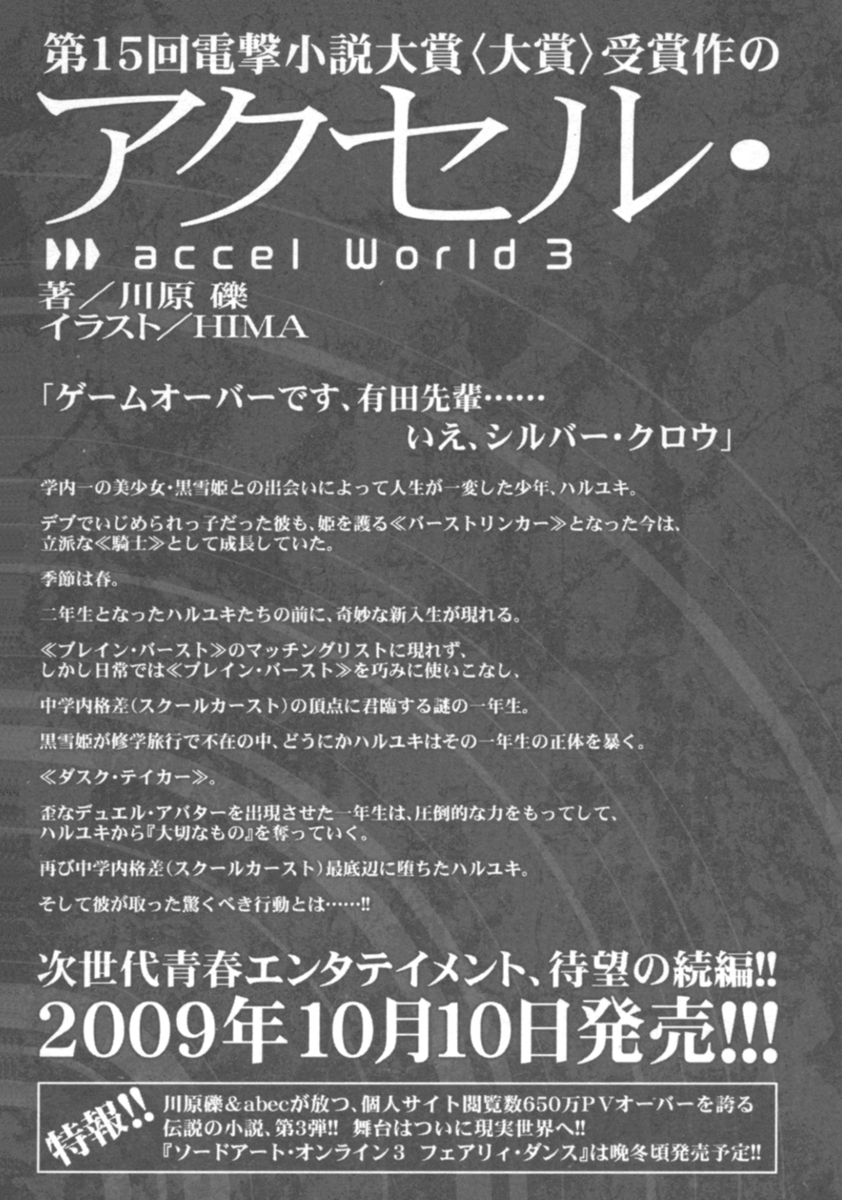 第15回電撃小説大賞〈大賞〉受賞作の
アクセル・
accel World 3
著／川原 礫
イラスト／HIMA
「ゲームオーバーです、有田先輩……
いえ、シルバー・クロウ」
学内一の美少女・黒雪姫との出会いによって人生が一変した少年、ハルユキ。
デブでいじめられっ子だった彼も、姫を護る≪バーストリンカー≫となった今は、
立派な≪騎士≫として成長していた。
季節は春。
二年生となったハルユキたちの前に、奇妙な新入生が現れる。
≪ブレイン・バースト≫のマッチングリストに現れず、
しかし日常では≪ブレイン・バースト≫を巧みに使いこなし、
中学内格差（スクールカースト）の頂点に君臨する謎の一年生。
黒雪姫が修学旅行で不在の中、どうにかハルユキはその一年生の正体を暴く。
≪ダスク・テイカー≫。
歪なデュエル・アバターを出現させた一年生は、圧倒的な力をもってして、
ハルユキから『大切なもの』を奪っていく。
再び中学内格差（スクールカースト）最底辺に堕ちたハルユキ。
そして彼が取った驚くべき行動とは……!!
次世代青春エンタテイメント、待望の続編!!
2009年10月10日発売!!!
特報!!
川原礫＆abecが放つ、個人サイト閲覧数650万PVオーバーを誇る
伝説の小説、第3弾!! 舞台はついに現実世界へ!!
『ソードアート・オンライン3 フェアリィ・ダンス』は晩冬頃発売予定!!